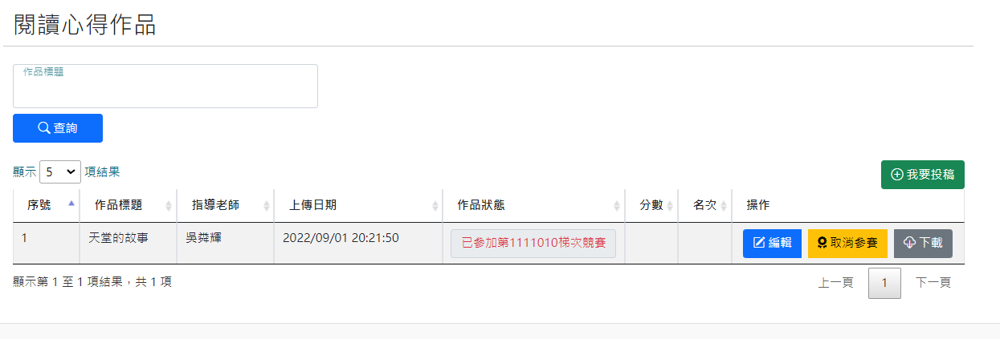 閱讀心得作品
作品標題
查詢
顯示 5 項結果
我要投稿
序號 作品標題 指導老師 上傳日期 作品狀態 分數 名次 操作
1 天堂的故事 吳粦輝 2022/09/01 20:21:50 已參加第1111010梯次競賽 編輯 取消參賽 下載
顯示第 1 至 1 項結果，共 1 項
上一頁 1 下一頁